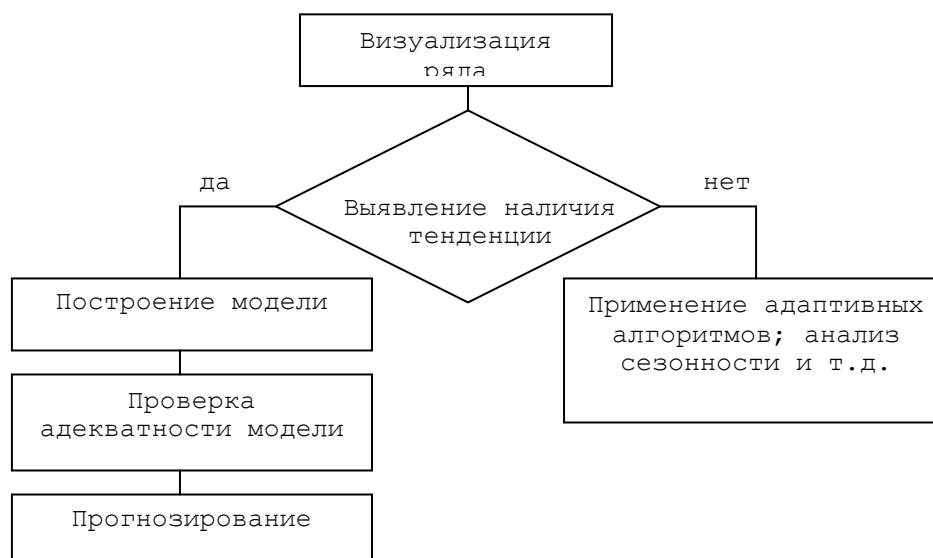 Визуализация
ряда
да
нет
Выявление наличия
тенденции
Построение модели
Применение адаптивных
алгоритмов; анализ
сезонности и т.д.
Проверка
адекватности модели
Прогнозирование